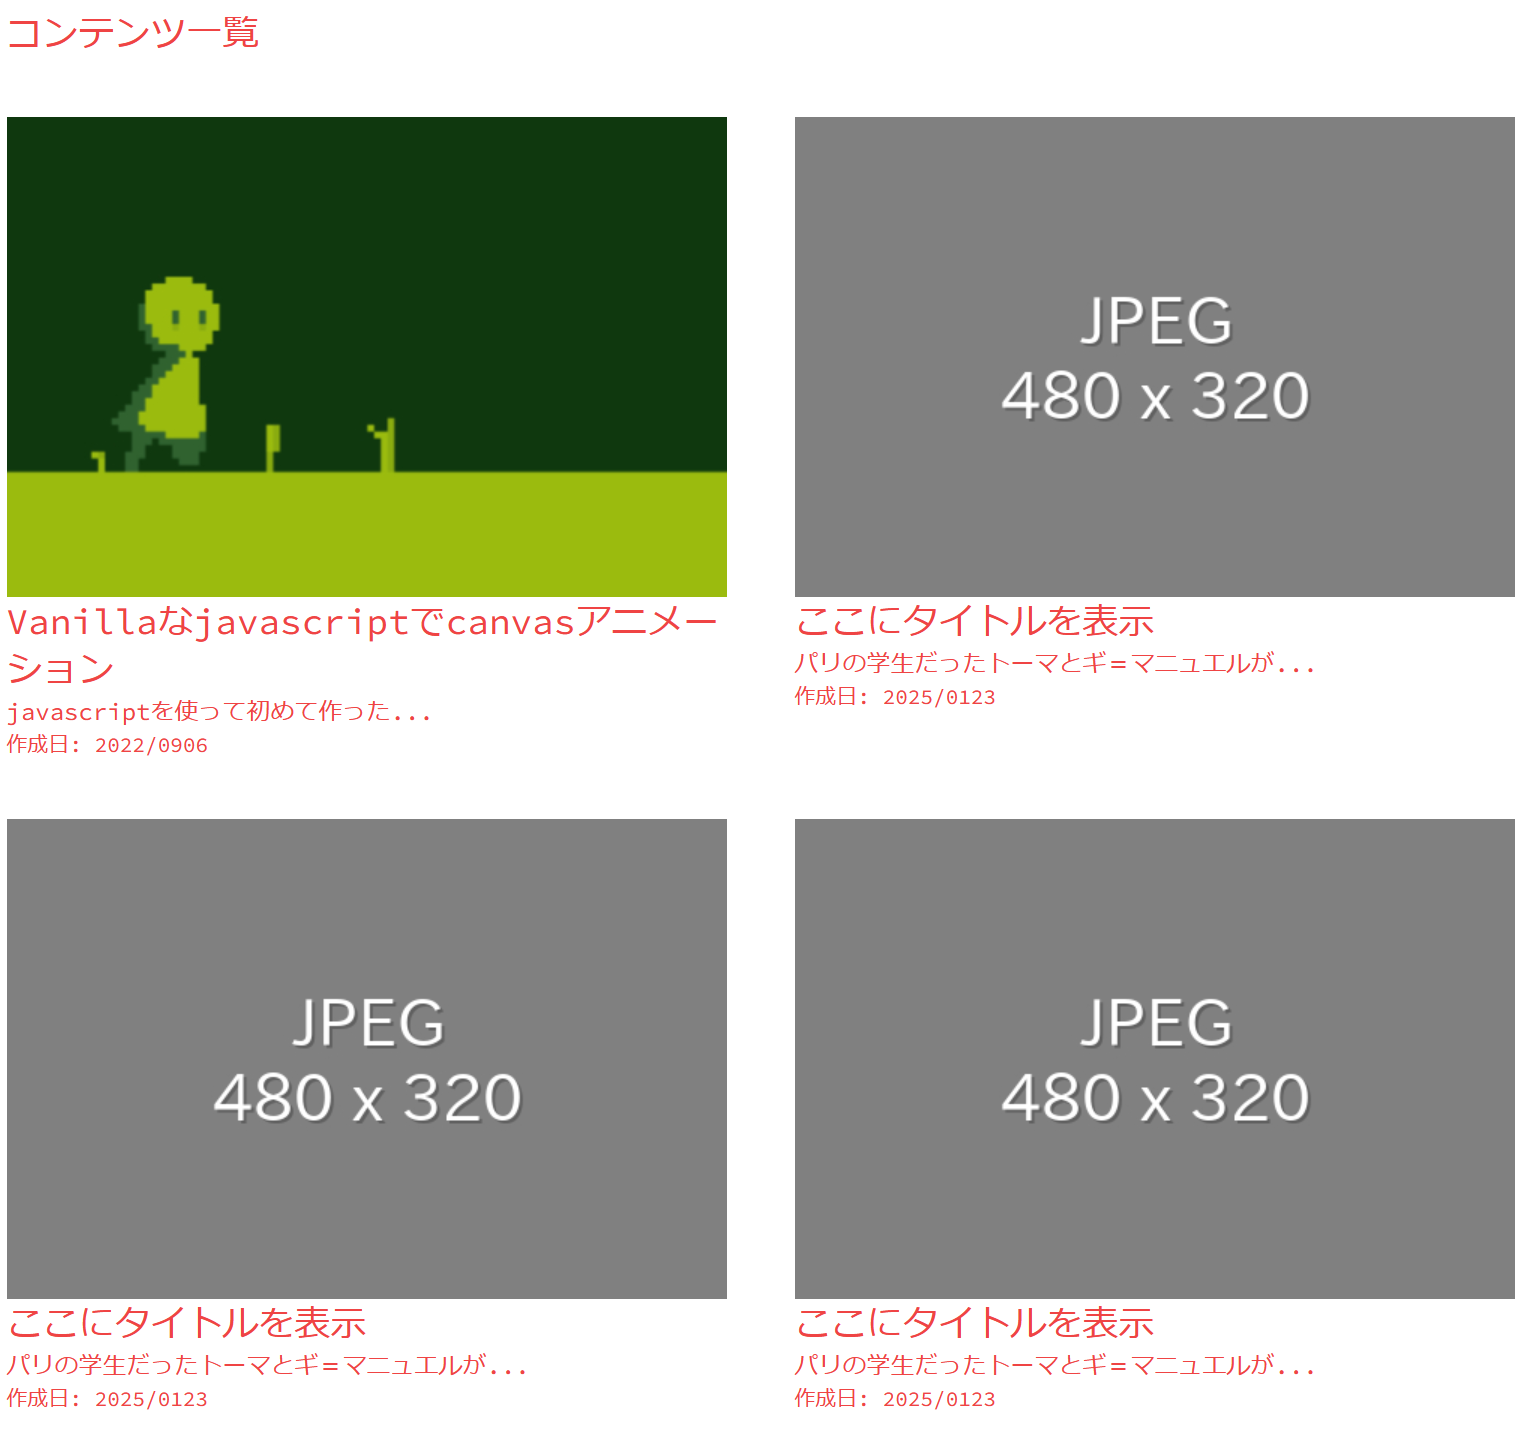 コンテンツ一覧
Vanillaなjavascriptでcanvasアニメー
ション
javascriptを使って初めて作った...
作成日: 2022/0906
JPEG
480 x 320
ここにタイトルを表示
パリの学生だったトーマとギ＝マニュエルが...
作成日: 2025/0123
JPEG
480 x 320
ここにタイトルを表示
パリの学生だったトーマとギ＝マニュエルが...
作成日: 2025/0123
JPEG
480 x 320
ここにタイトルを表示
パリの学生だったトーマとギ＝マニュエルが...
作成日: 2025/0123